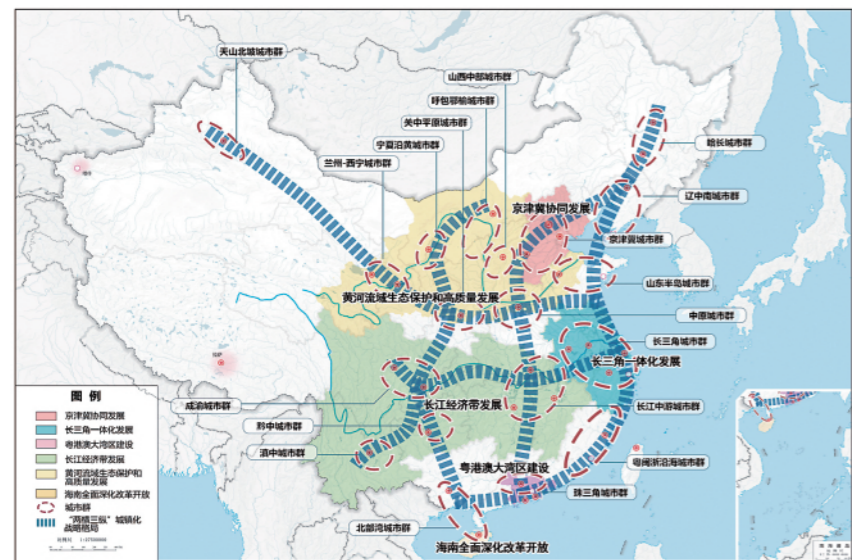 天山北坡城市群
山西中部城市群
呼包鄂榆城市群
关中平原城市群
宁夏沿黄城市群
兰州-西宁城市群
哈长城市群
辽中南城市群
京津冀协同发展
京津冀城市群
山东半岛城市群
黄河流域生态保护和高质量发展
中原城市群
长三角城市群
长三角一体化发展
成渝城市群
长江经济带发展
长江中游城市群
黔中城市群
滇中城市群
粤港澳大湾区建设
粤闽浙沿海城市群
珠三角城市群
北部湾城市群
海南全面深化改革开放
图 例
京津冀协同发展
长三角一体化发展
粤港澳大湾区建设
长江经济带发展
黄河流域生态保护和
高质量发展
海南全面深化改革开放
城市群
“两横三纵”城镇化
战略格局